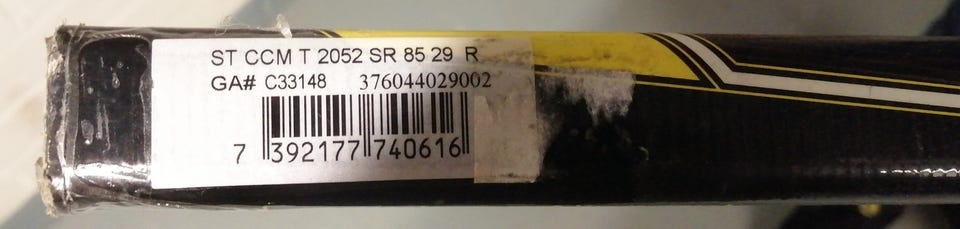 ST CCM T 2052 SR 85 29 R
GA# C33148 376044029002
7 392177 740616